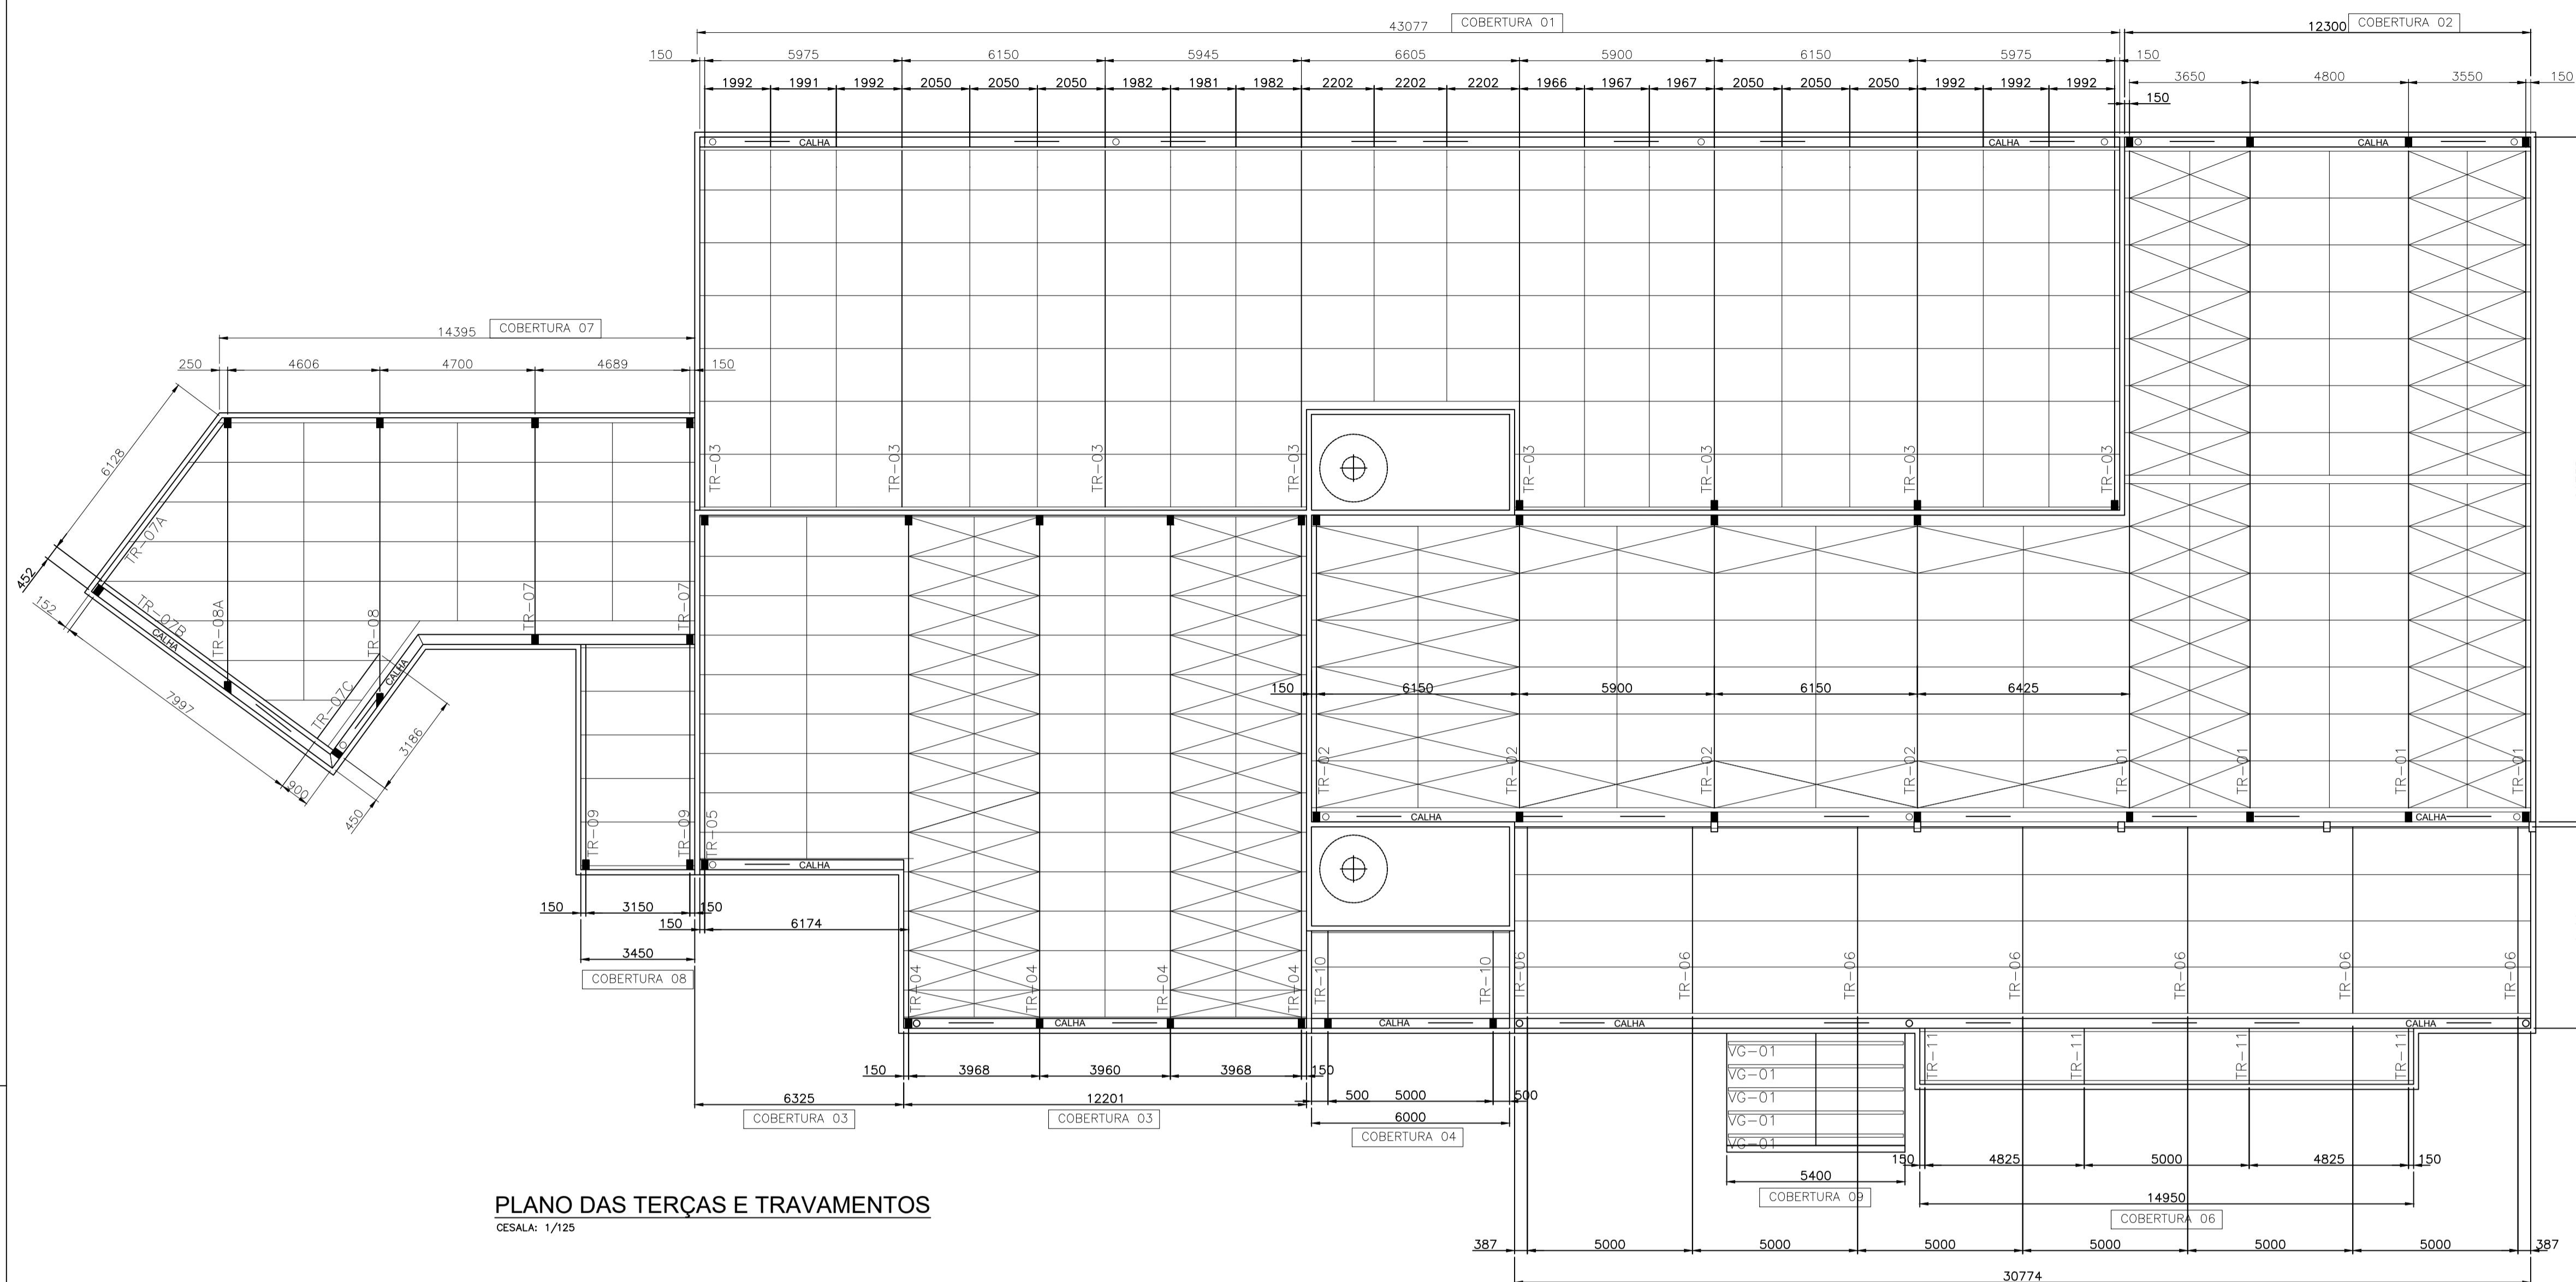 43077 COBERTURA 01 12300 COBERTURA 02
150 5975 6150 5945 6605 5900 6150 5975 150
3650 4800 3550 150
1992 1991 1992 2050 2050 2050 1982 1981 1982 2202 2202 2202 1966 1967 1967 2050 2050 2050 1992 1992 1992
150
CALHA CALHA CALHA
14395 COBERTURA 07
250 4606 4700 4689 150
6128
TR-03 TR-03 TR-03 TR-03 TR-03 TR-03 TR-03 TR-03
TR-07A
452
152
TR-07B
CALHA
TR-08A TR-08 TR-07 TR-07
CALHA
TR-07C
7997
3186
900
450
150 6150 5900 6150 6425
TR-02 TR-02 TR-02 TR-02 TR-01 TR-01 TR-01 TR-01
CALHA CALHA
TR-09 TR-09 TR-05
CALHA
150 3150 150
150 6174
3450
COBERTURA 08
TR-04 TR-04 TR-04 TR-04 TR-10 TR-10 TR-06 TR-06 TR-06 TR-06 TR-06 TR-06 TR-06
CALHA CALHA CALHA CALHA
VG-01
VG-01
VG-01
VG-01
VG-01
TR-11 TR-11 TR-11 TR-11
150 3968 3960 3968 150
6325 12201
COBERTURA 03 COBERTURA 03
500 5000 500
6000
COBERTURA 04
5400
COBERTURA 09
150 4825 5000 4825 150
14950
COBERTURA 06
387 5000 5000 5000 5000 5000 5000 387
30774
PLANO DAS TERÇAS E TRAVAMENTOS
CESALA: 1/125